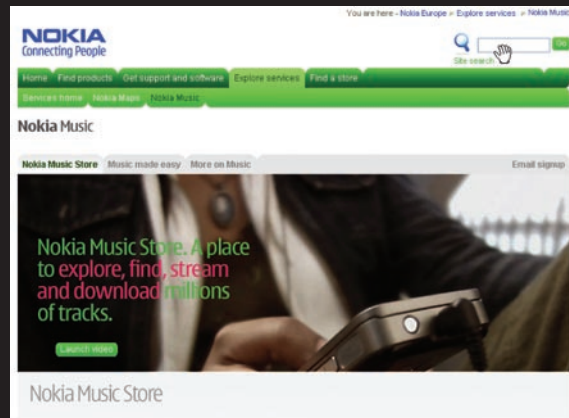 You are here - Nokia Europe » Explore services » Nokia Music
NOKIA
Connecting People
Go
Site search
Home Find products Get support and software Explore services Find a store
Services home Nokia Maps Nokia Music
Nokia Music
Nokia Music Store Music made easy More on Music Email signup
Nokia Music Store. A place
to explore, find, stream
and download millions
of tracks.
Launch video
Nokia Music Store